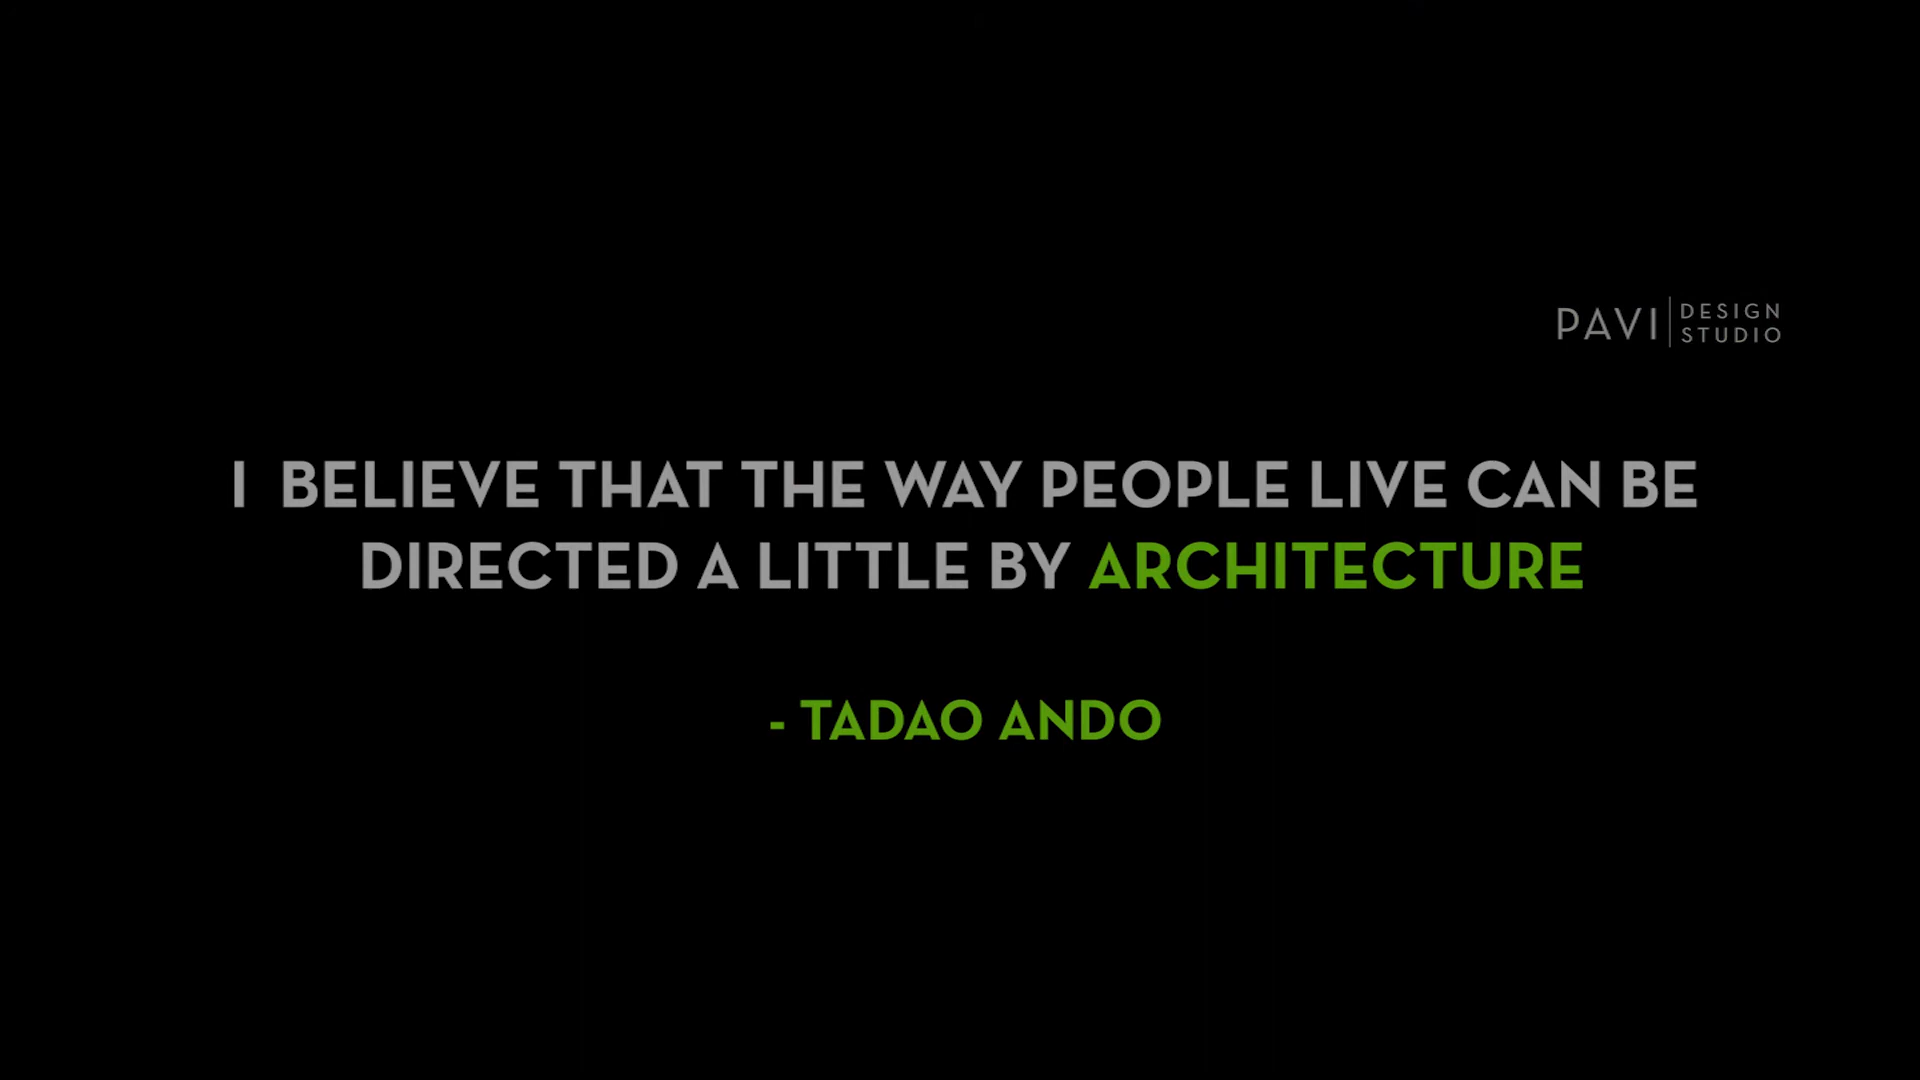 PAVI DESIGN
STUDIO
I BELIEVE THAT THE WAY PEOPLE LIVE CAN BE
DIRECTED A LITTLE BY ARCHITECTURE
- TADAO ANDO